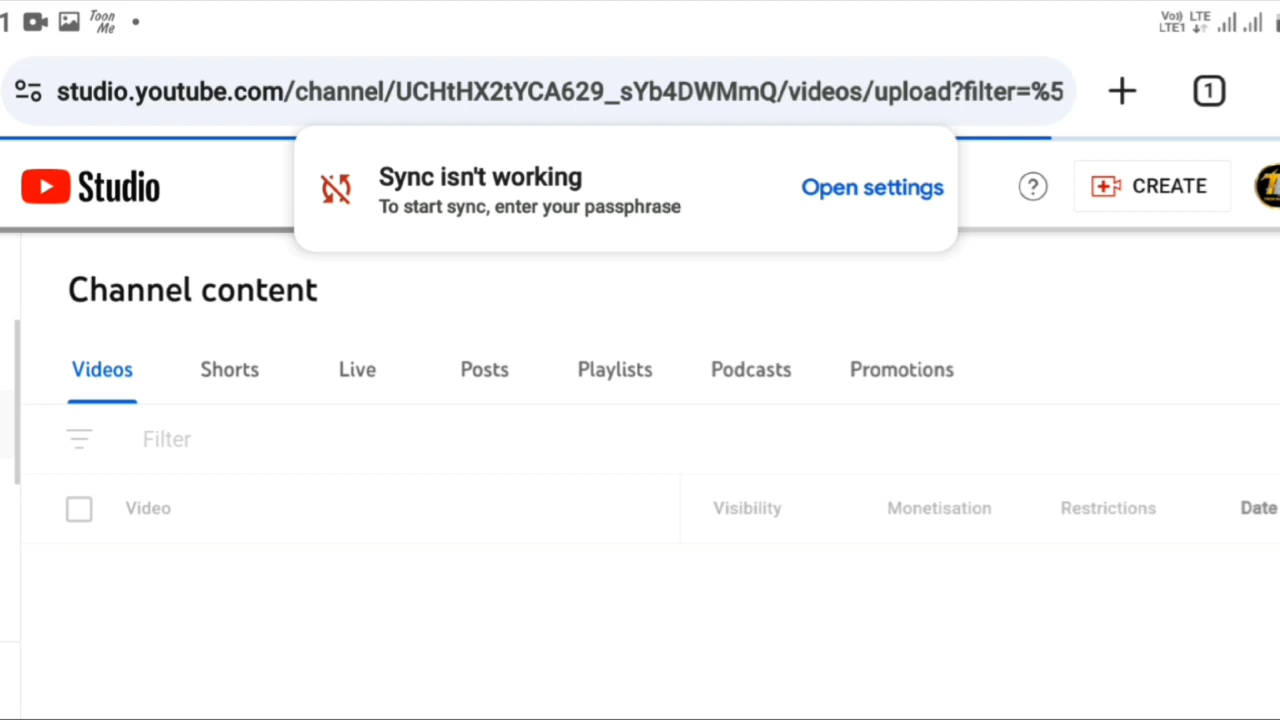 1 Toon Me Vo)) LTE LTE1
studio.youtube.com/channel/UCHtHX2tYCA629_sYb4DWMmQ/videos/upload?filter=%5 1
Sync isn't working
To start sync, enter your passphrase
Open settings
Studio
? CREATE
Channel content
Videos Shorts Live Posts Playlists Podcasts Promotions
Filter
Video Visibility Monetisation Restrictions Date